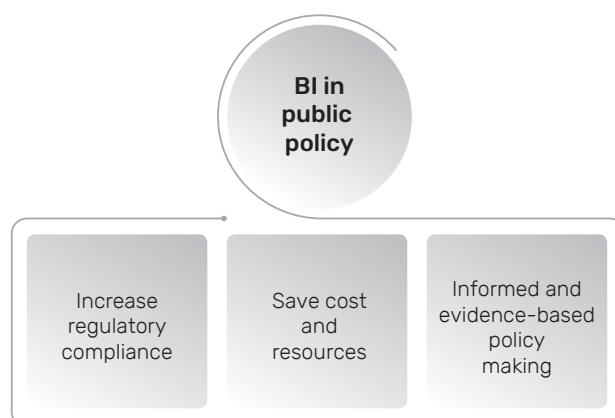 BI in
public
policy
Increase
regulatory
compliance
Save cost
and
resources
Informed and
evidence-based
policy
making